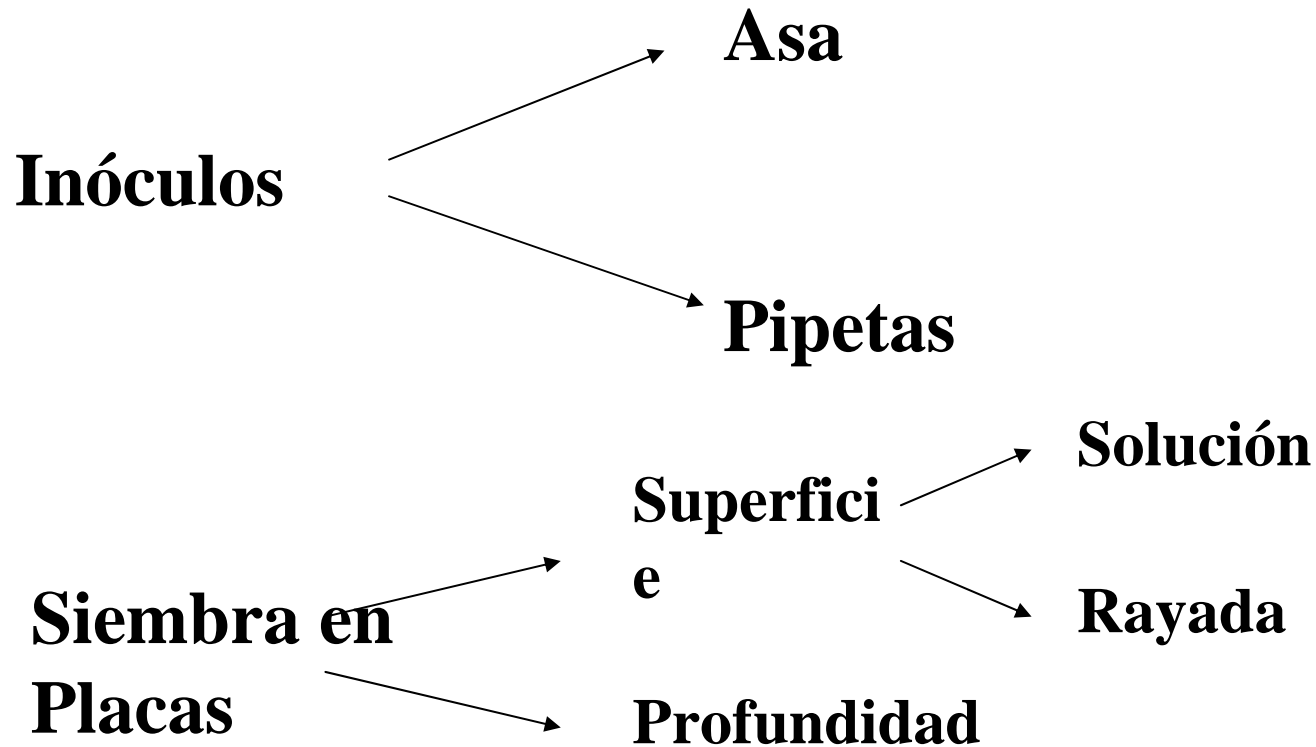 Asa
Inóculos
Pipetas
Solución
Superfici
e
Rayada
Siembra en
Placas
Profundidad